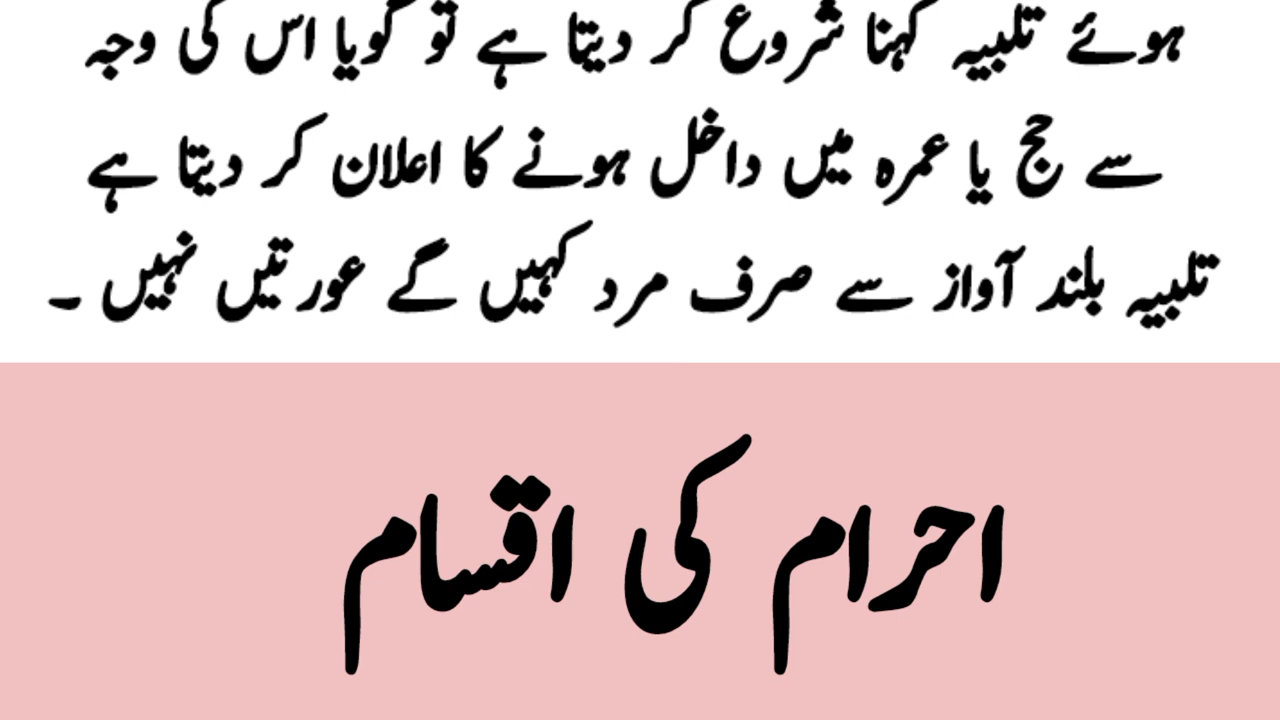 ہوئے تلبیہ کہنا شروع کر دیتا ہے تو گویا اس کی وجہ
سے حج یا عمرہ میں داخل ہونے کا اعلان کر دیتا ہے
تلبیہ بلند آواز سے صرف مرد کہیں گے عورتیں نہیں ۔
احرام کی اقسام